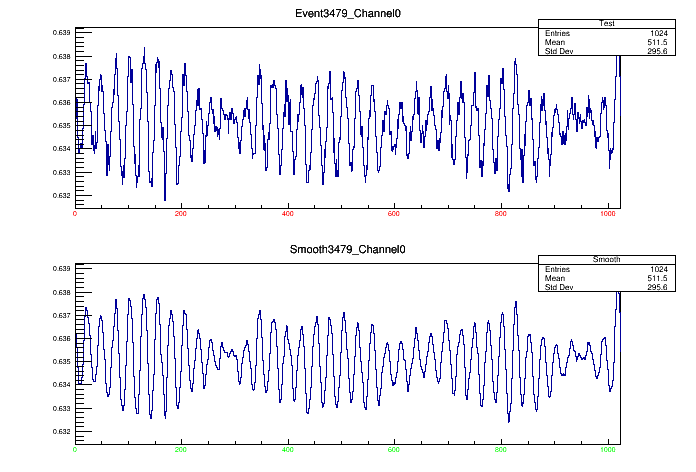 Event3479_Channel0
Test
Entries 1024
Mean 511.5
Std Dev 295.6
0.639
0.638
0.637
0.636
0.635
0.634
0.633
0.632
0 200 400 600 800 1000
Smooth3479_Channel0
Smooth
Entries 1024
Mean 511.5
Std Dev 295.6
0.639
0.638
0.637
0.636
0.635
0.634
0.633
0.632
0 200 400 600 800 1000